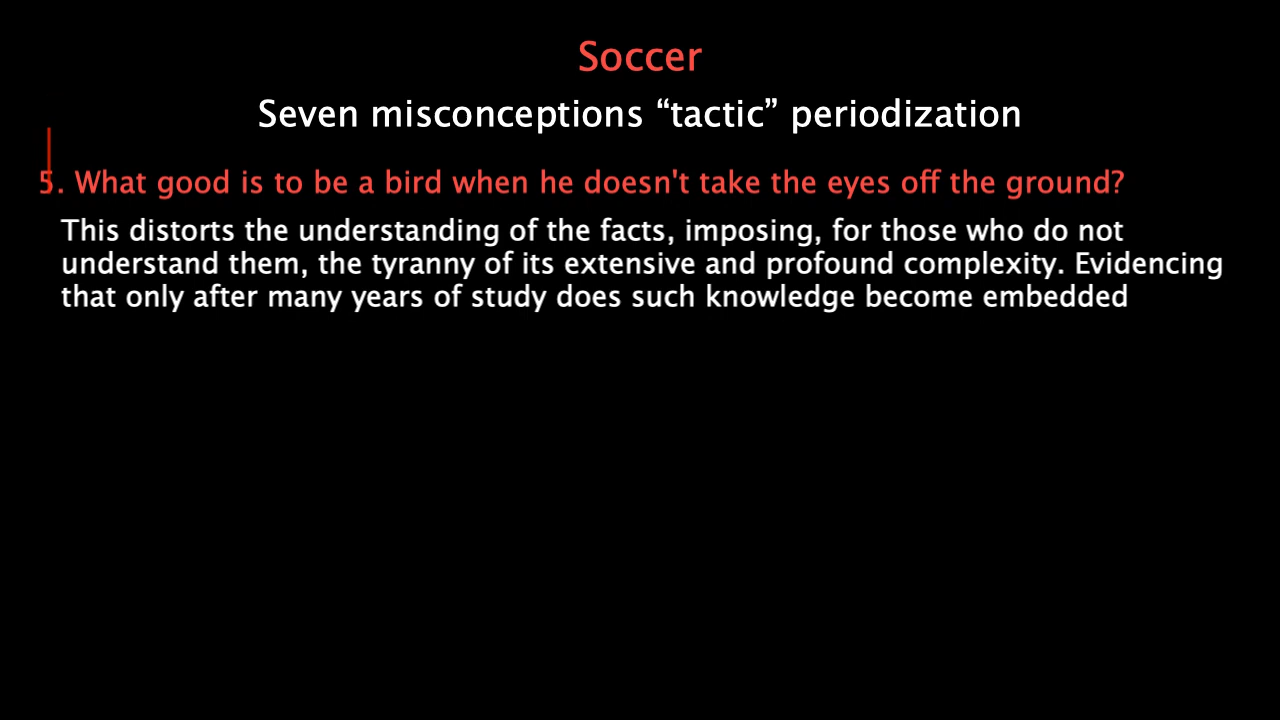 Soccer
Seven misconceptions “tactic” periodization
5. What good is to be a bird when he doesn't take the eyes off the ground?
This distorts the understanding of the facts, imposing, for those who do not
understand them, the tyranny of its extensive and profound complexity. Evidencing
that only after many years of study does such knowledge become embedded